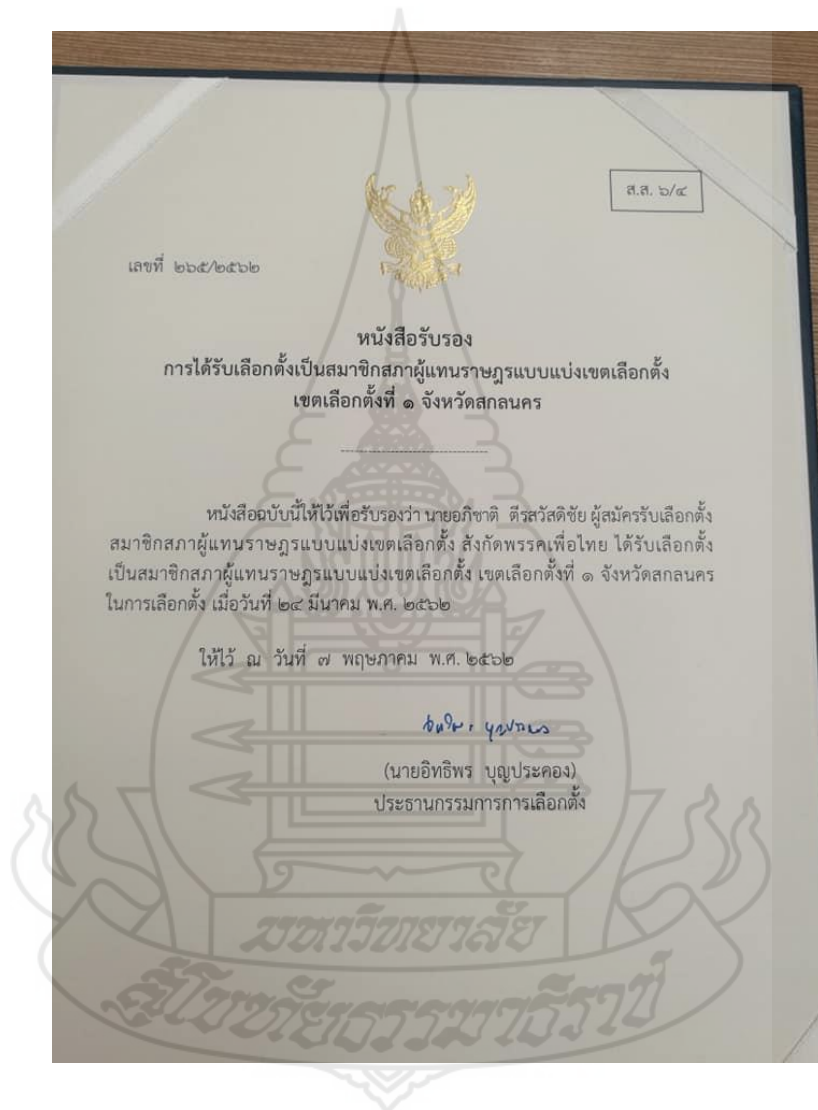 ส.ส. ๖/๔
เลขที่ ๒๖๕/๒๕๖๒
หนังสือรับรอง
การได้รับเลือกตั้งเป็นสมาชิกสภาผู้แทนราษฎรแบบแบ่งเขตเลือกตั้ง
เขตเลือกตั้งที่ ๑ จังหวัดสกลนคร
หนังสือฉบับนี้ให้ไว้เพื่อรับรองว่า นายอภิชาติ ตีรสวัสดิชัย ผู้สมัครรับเลือกตั้ง
สมาชิกสภาผู้แทนราษฎรแบบแบ่งเขตเลือกตั้ง สังกัดพรรคเพื่อไทย ได้รับเลือกตั้ง
เป็นสมาชิกสภาผู้แทนราษฎรแบบแบ่งเขตเลือกตั้ง เขตเลือกตั้งที่ ๑ จังหวัดสกลนคร
ในการเลือกตั้ง เมื่อวันที่ ๒๔ มีนาคม พ.ศ. ๒๕๖๒
ให้ไว้ ณ วันที่ ๗ พฤษภาคม พ.ศ. ๒๕๖๒
(นายอิทธิพร บุญประคอง)
ประธานกรรมการการเลือกตั้ง
มหาวิทยาลัย
สุโขทัยธรรมาธิราช